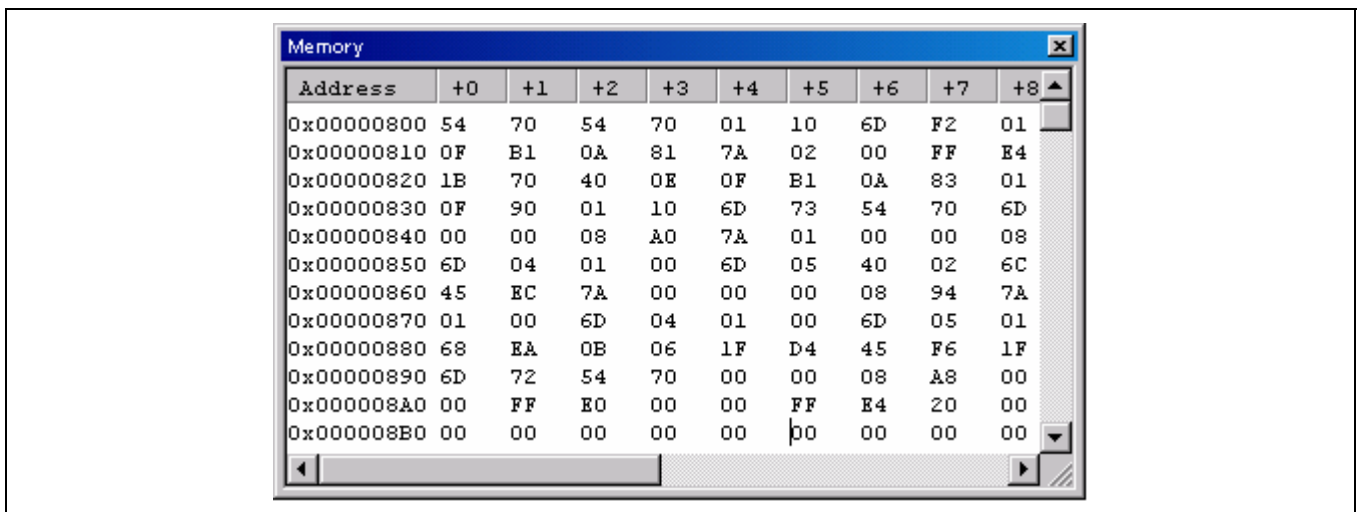 Memory
Address +0 +1 +2 +3 +4 +5 +6 +7 +8
0x00000800 54 70 54 70 01 10 6D F2 01
0x00000810 0F B1 0A 81 7A 02 00 FF E4
0x00000820 1B 70 40 0E 0F B1 0A 83 01
0x00000830 0F 90 01 10 6D 73 54 70 6D
0x00000840 00 00 08 A0 7A 01 00 00 08
0x00000850 6D 04 01 00 6D 05 40 02 6C
0x00000860 45 EC 7A 00 00 00 08 94 7A
0x00000870 01 00 6D 04 01 00 6D 05 01
0x00000880 68 EA 0B 06 1F D4 45 F6 1F
0x00000890 6D 72 54 70 00 00 08 A8 00
0x000008A0 00 FF E0 00 00 FF E4 20 00
0x000008B0 00 00 00 00 00 00 00 00 00